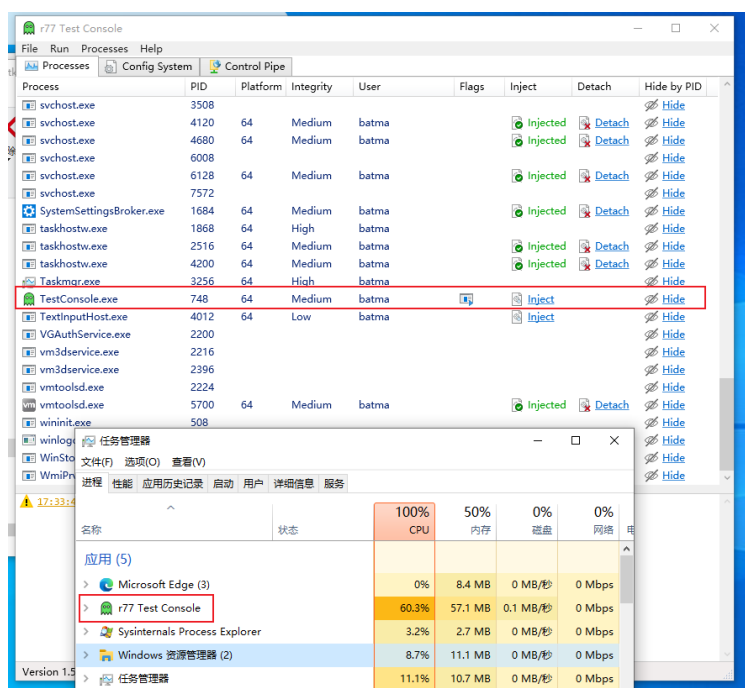 r77 Test Console
File Run Processes Help
Processes Config System Control Pipe
Process PID Platform Integrity User Flags Inject Detach Hide by PID
svchost.exe 3508 Hide
svchost.exe 4120 64 Medium batma Injected Detach Hide
svchost.exe 4680 64 Medium batma Injected Detach Hide
svchost.exe 6008 Hide
svchost.exe 6128 64 Medium batma Injected Detach Hide
svchost.exe 7572 Hide
SystemSettingsBroker.exe 1684 64 Medium batma Injected Detach Hide
taskhostw.exe 1868 64 High batma Hide
taskhostw.exe 2516 64 Medium batma Injected Detach Hide
taskhostw.exe 4200 64 Medium batma Injected Detach Hide
Taskmgr.exe 3256 64 High batma Hide
TestConsole.exe 748 64 Medium batma Inject Hide
TextInputHost.exe 4012 64 Low batma Inject Hide
VGAuthService.exe 2200 Hide
vm3dservice.exe 2216 Hide
vm3dservice.exe 2396 Hide
vmtoolsd.exe 2224 Hide
vmtoolsd.exe 5700 64 Medium batma Injected Detach Hide
wininit.exe 508 Hide
winlog Hide
WinSto Hide
WmiPr Hide
17:33:4
Version 1.5
任务管理器
文件(F) 选项(O) 查看(V)
进程 性能 应用历史记录 启动 用户 详细信息 服务
100% 50% 0% 0%
名称 状态 CPU 内存 磁盘 网络
应用 (5)
Microsoft Edge (3) 0% 8.4 MB 0 MB/秒 0 Mbps
r77 Test Console 60.3% 57.1 MB 0.1 MB/秒 0 Mbps
Sysinternals Process Explorer 3.2% 2.7 MB 0 MB/秒 0 Mbps
Windows 资源管理器 (2) 8.7% 11.1 MB 0 MB/秒 0 Mbps
任务管理器 11.1% 10.7 MB 0 MB/秒 0 Mbps